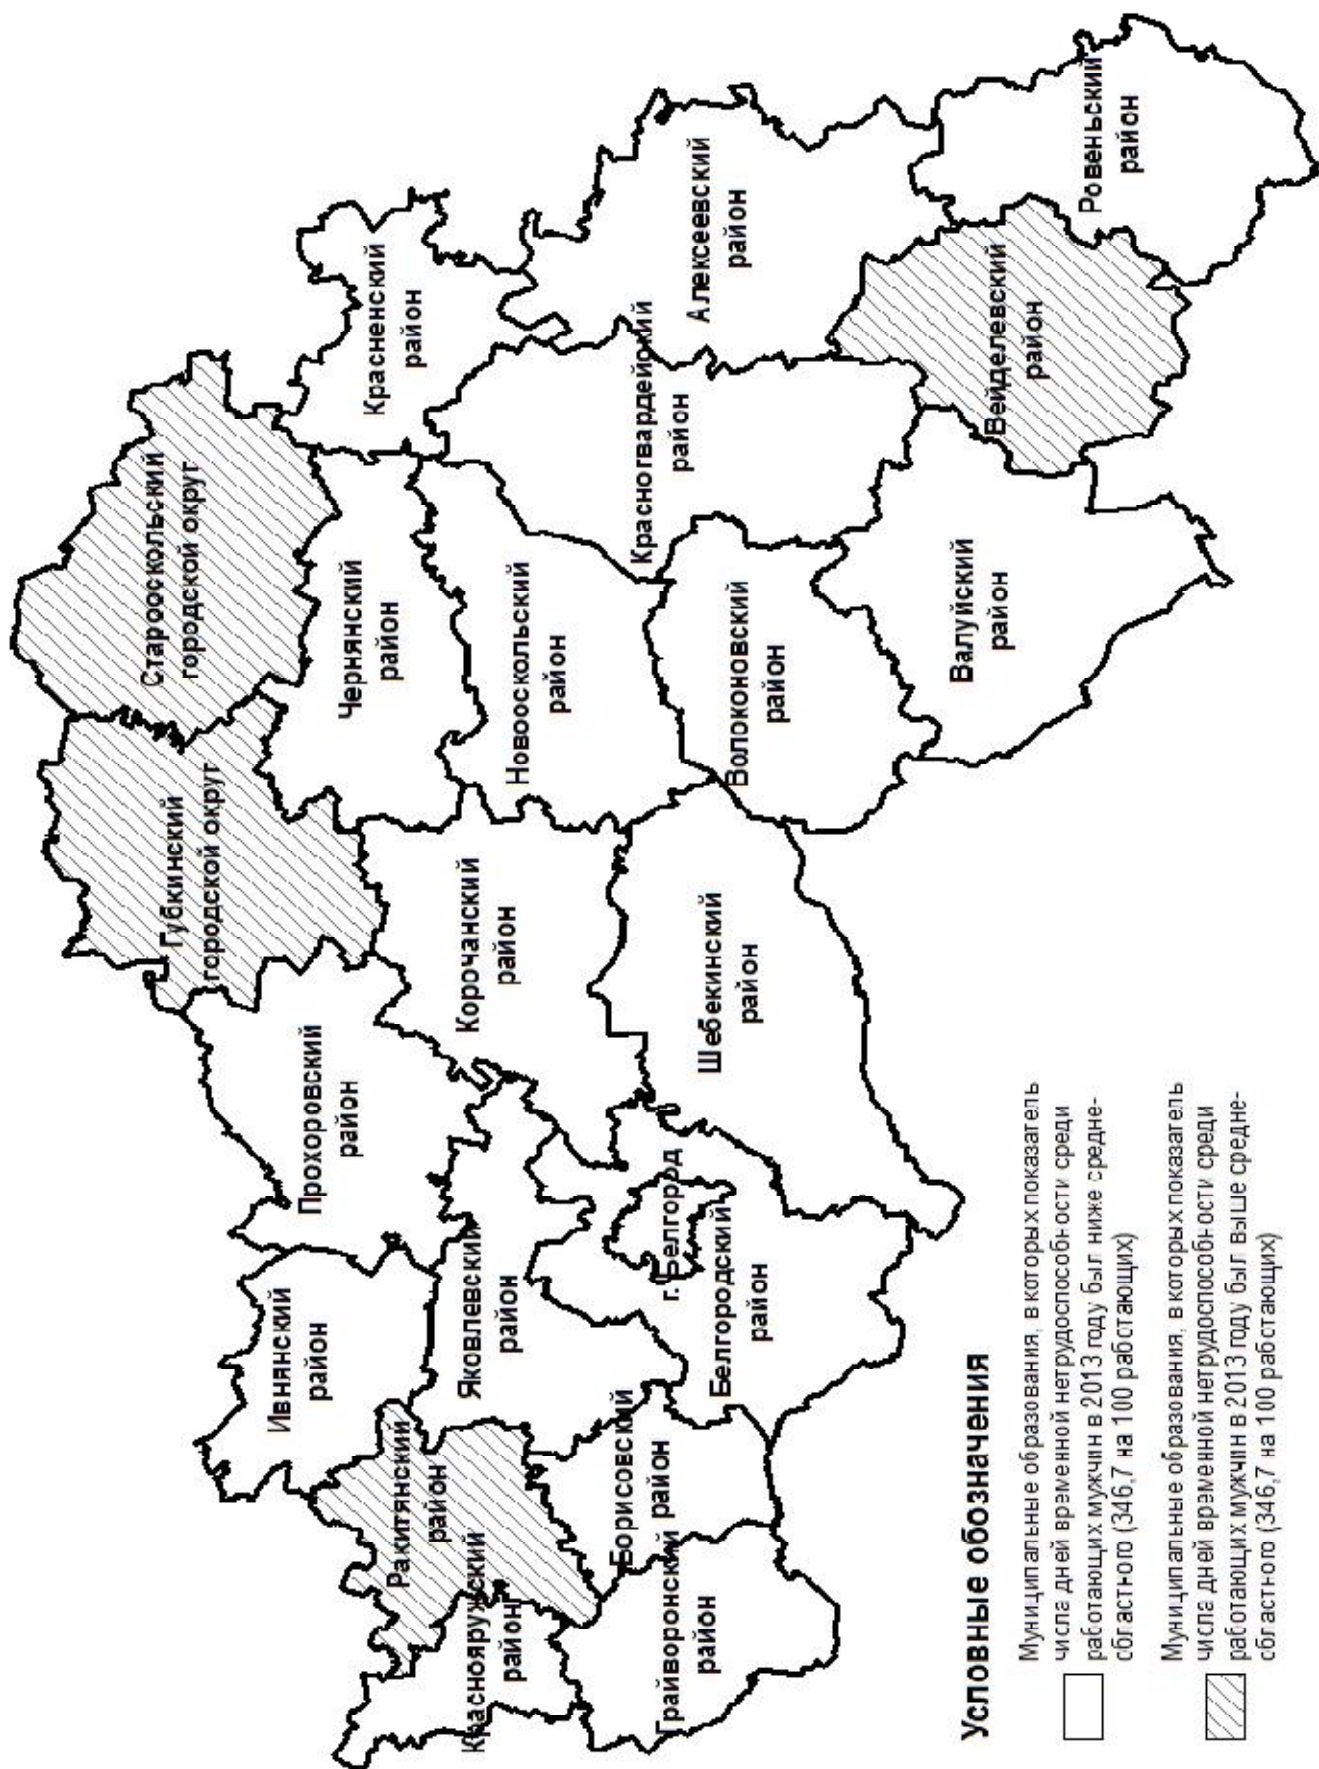 Старооскольский
городской округ
Губкинский
городской округ
Красненский
район
Чернянский
район
Прохоровский
район
Ивнянский
район
Корочанский
район
Новооскольский
район
Алексеевский
район
Красногвардейский
район
Ракитянский
район
Яковлевский
район
Краснояружский
район
г. Белгород
Белгородский
район
Борисовский
район
Грайворонский
район
Шебекинский
район
Волоконовский
район
Валуйский
район
Вейделевский
район
Ровеньский
район
Условные обозначения
Муниципальные образования, в которых показатель
числа дней временной нетрудоспособности среди
работающих мужчин в 2013 году был ниже средне-
областного (346,7 на 100 работающих)
Муниципальные образования, в которых показатель
числа дней временной нетрудоспособности среди
работающих мужчин в 2013 году был выше средне-
областного (346,7 на 100 работающих)